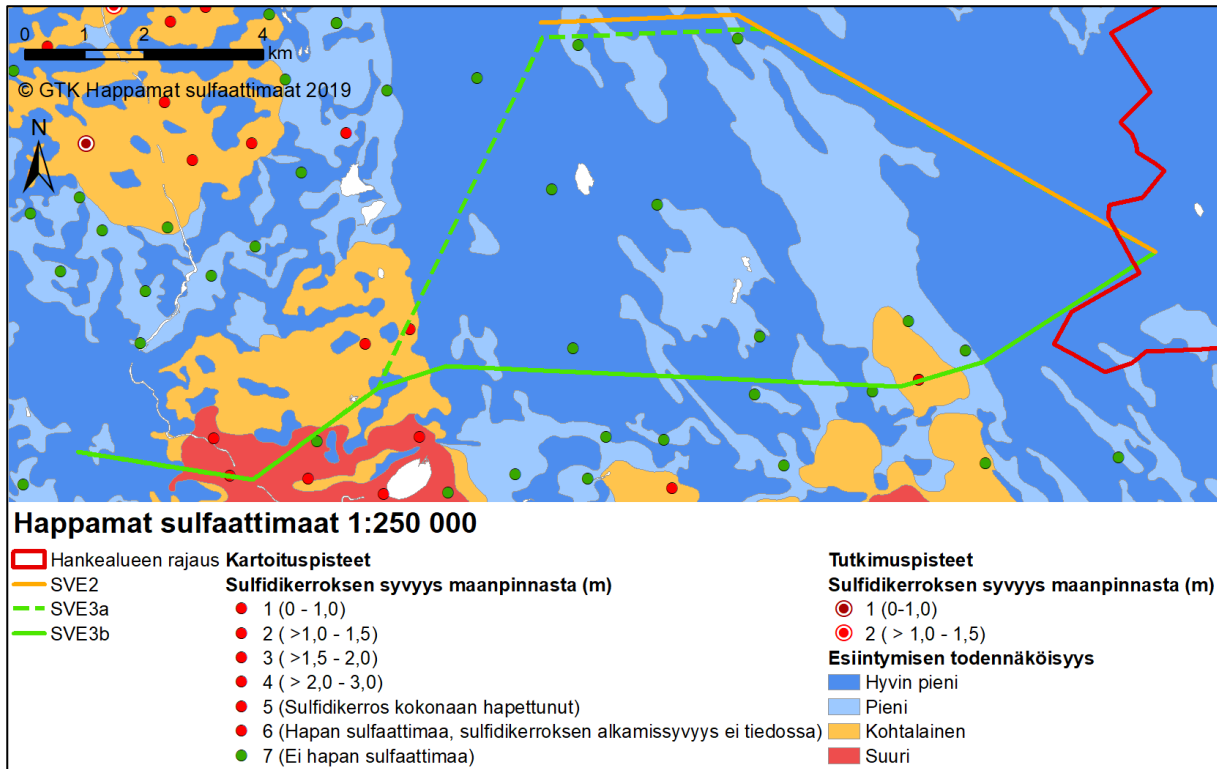 0 1 2 4
km
© GTK Happamat sulfaattimaat 2019
N
Happamat sulfaattimaat 1:250 000
Hankealueen rajaus
SVE2
SVE3a
SVE3b
Kartoituspisteet
Sulfidikerroksen syvyys maanpinnasta (m)
1 (0 - 1,0)
2 ( >1,0 - 1,5)
3 (>1,5 - 2,0)
4 ( > 2,0 - 3,0)
5 (Sulfidikerros kokonaan hapettunut)
6 (Hapan sulfaattimaa, sulfidikerroksen alkamissyvyys ei tiedossa)
7 (Ei hapan sulfaattimaa)
Tutkimuspisteet
Sulfidikerroksen syvyys maanpinnasta (m)
1 (0-1,0)
2 ( > 1,0 - 1,5)
Esiintymisen todennäköisyys
Hyvin pieni
Pieni
Kohtalainen
Suuri